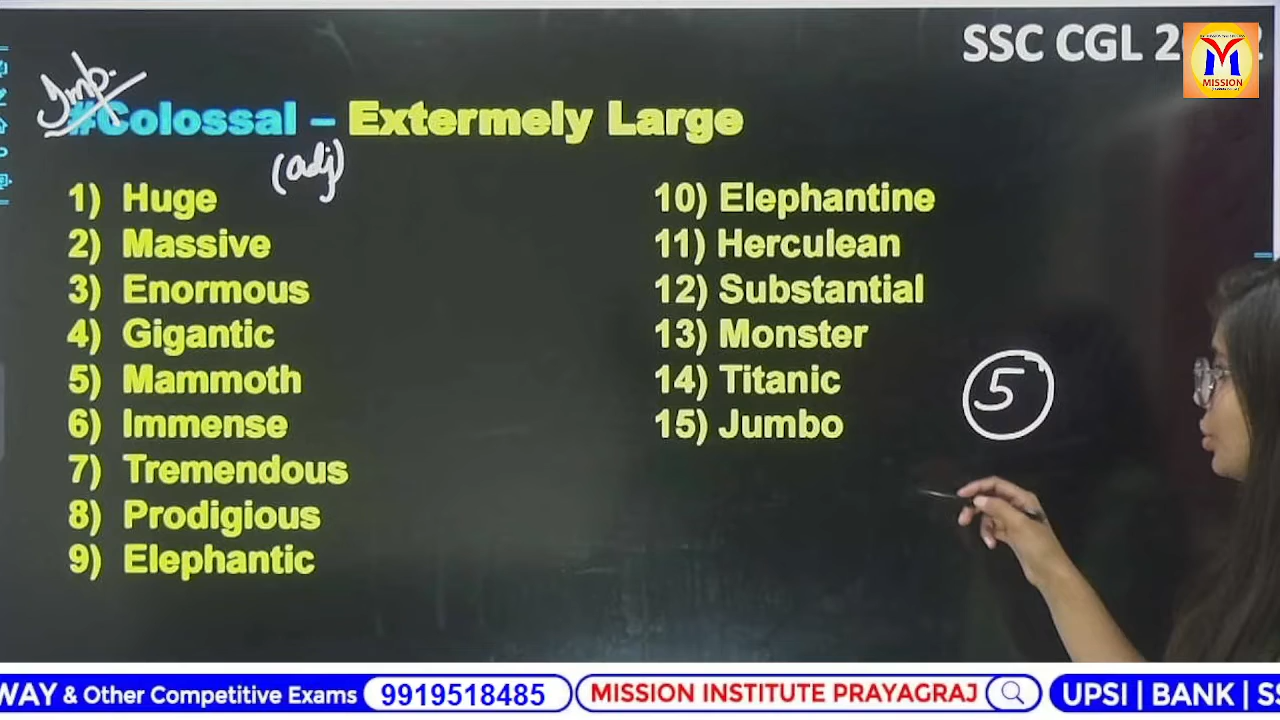 SSC CGL 2
MISSION
Imp.
#Colossal – Extermely Large
(adj)
1) Huge
2) Massive
3) Enormous
4) Gigantic
5) Mammoth
6) Immense
7) Tremendous
8) Prodigious
9) Elephantic
10) Elephantine
11) Herculean
12) Substantial
13) Monster
14) Titanic
15) Jumbo
5
WAY & Other Competitive Exams 9919518485 MISSION INSTITUTE PRAYAGRAJ UPSI | BANK | SS